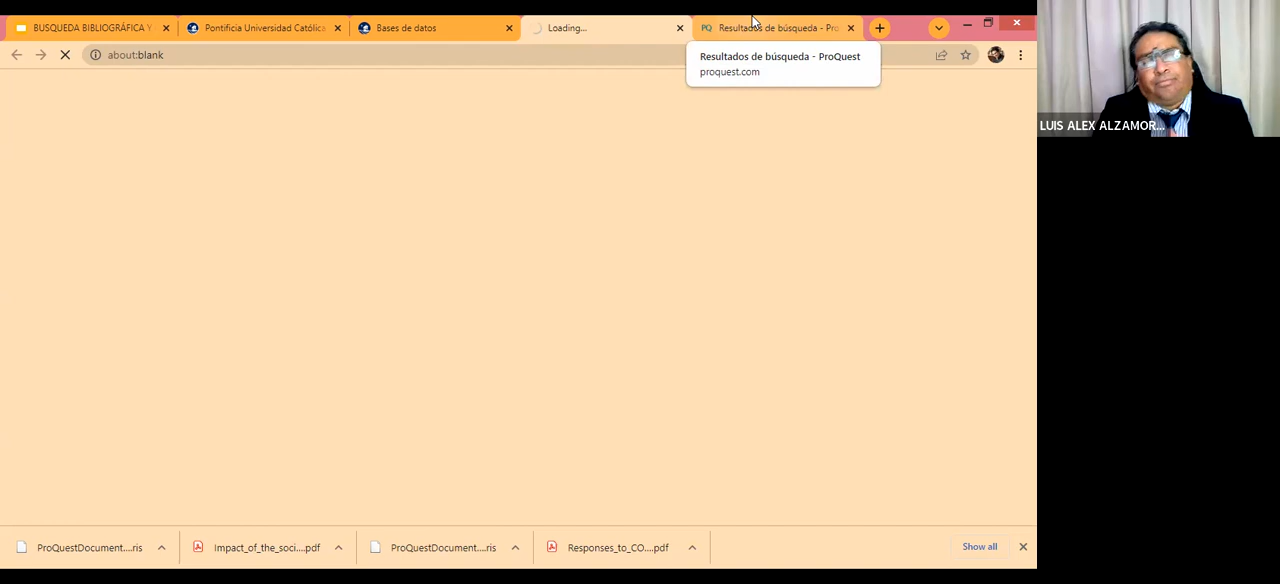 BUSQUEDA BIBLIOGRÁFICA Y
Pontificia Universidad Católica
Bases de datos
Loading...
PQ
Resultados de búsqueda - Pro
about:blank
Resultados de búsqueda - ProQuest
proquest.com
LUIS ALEX ALZAMOR...
ProQuestDocument....ris
Impact_of_the_soci....pdf
ProQuestDocument....ris
Responses_to_CO....pdf
Show all